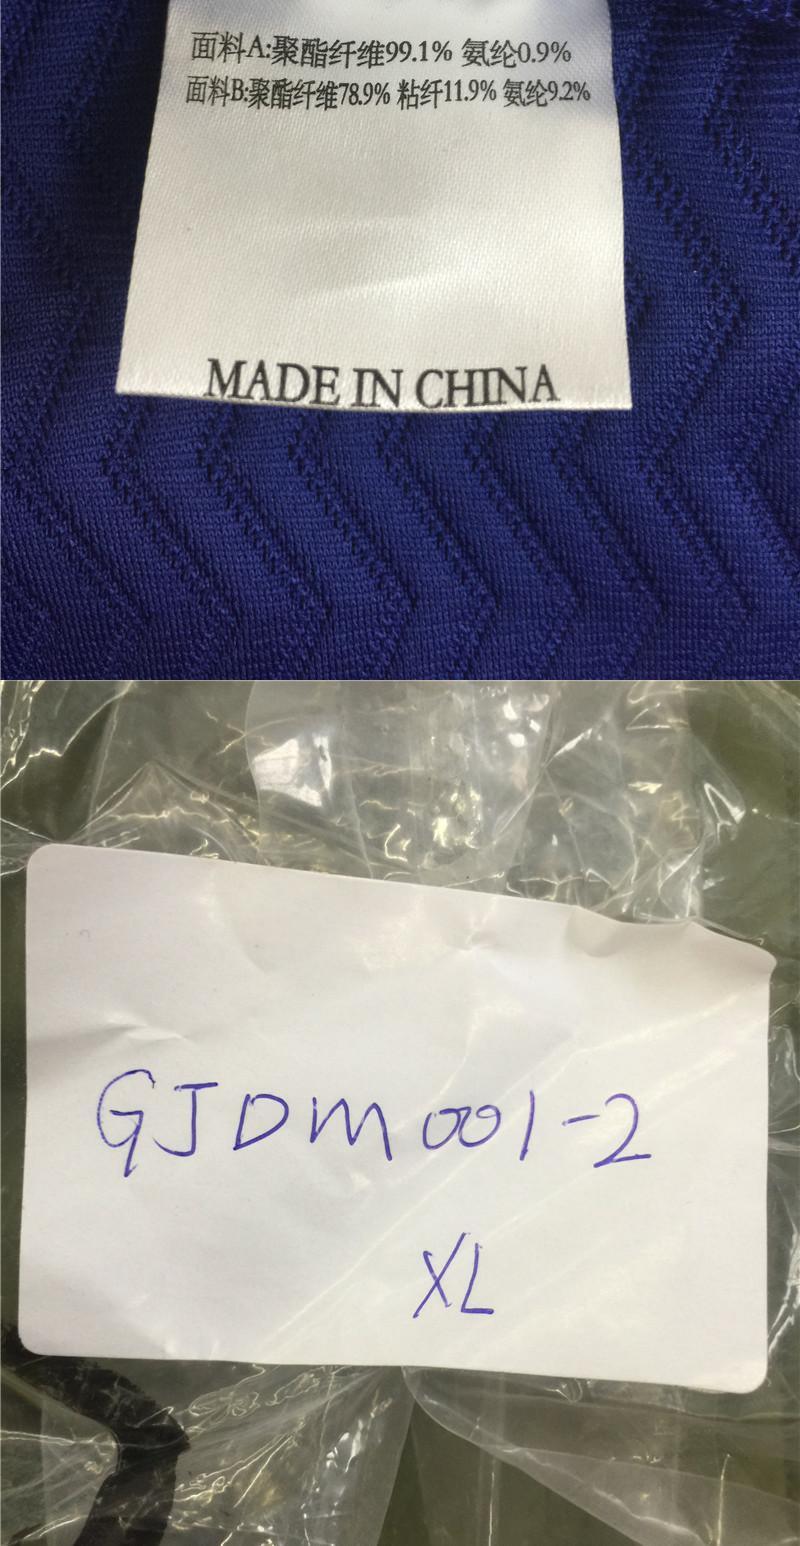 面料A:聚酯纤维99.1% 氨纶0.9%
面料B:聚酯纤维78.9% 粘纤11.9% 氨纶9.2%
MADE IN CHINA
GJDM001-2
XL